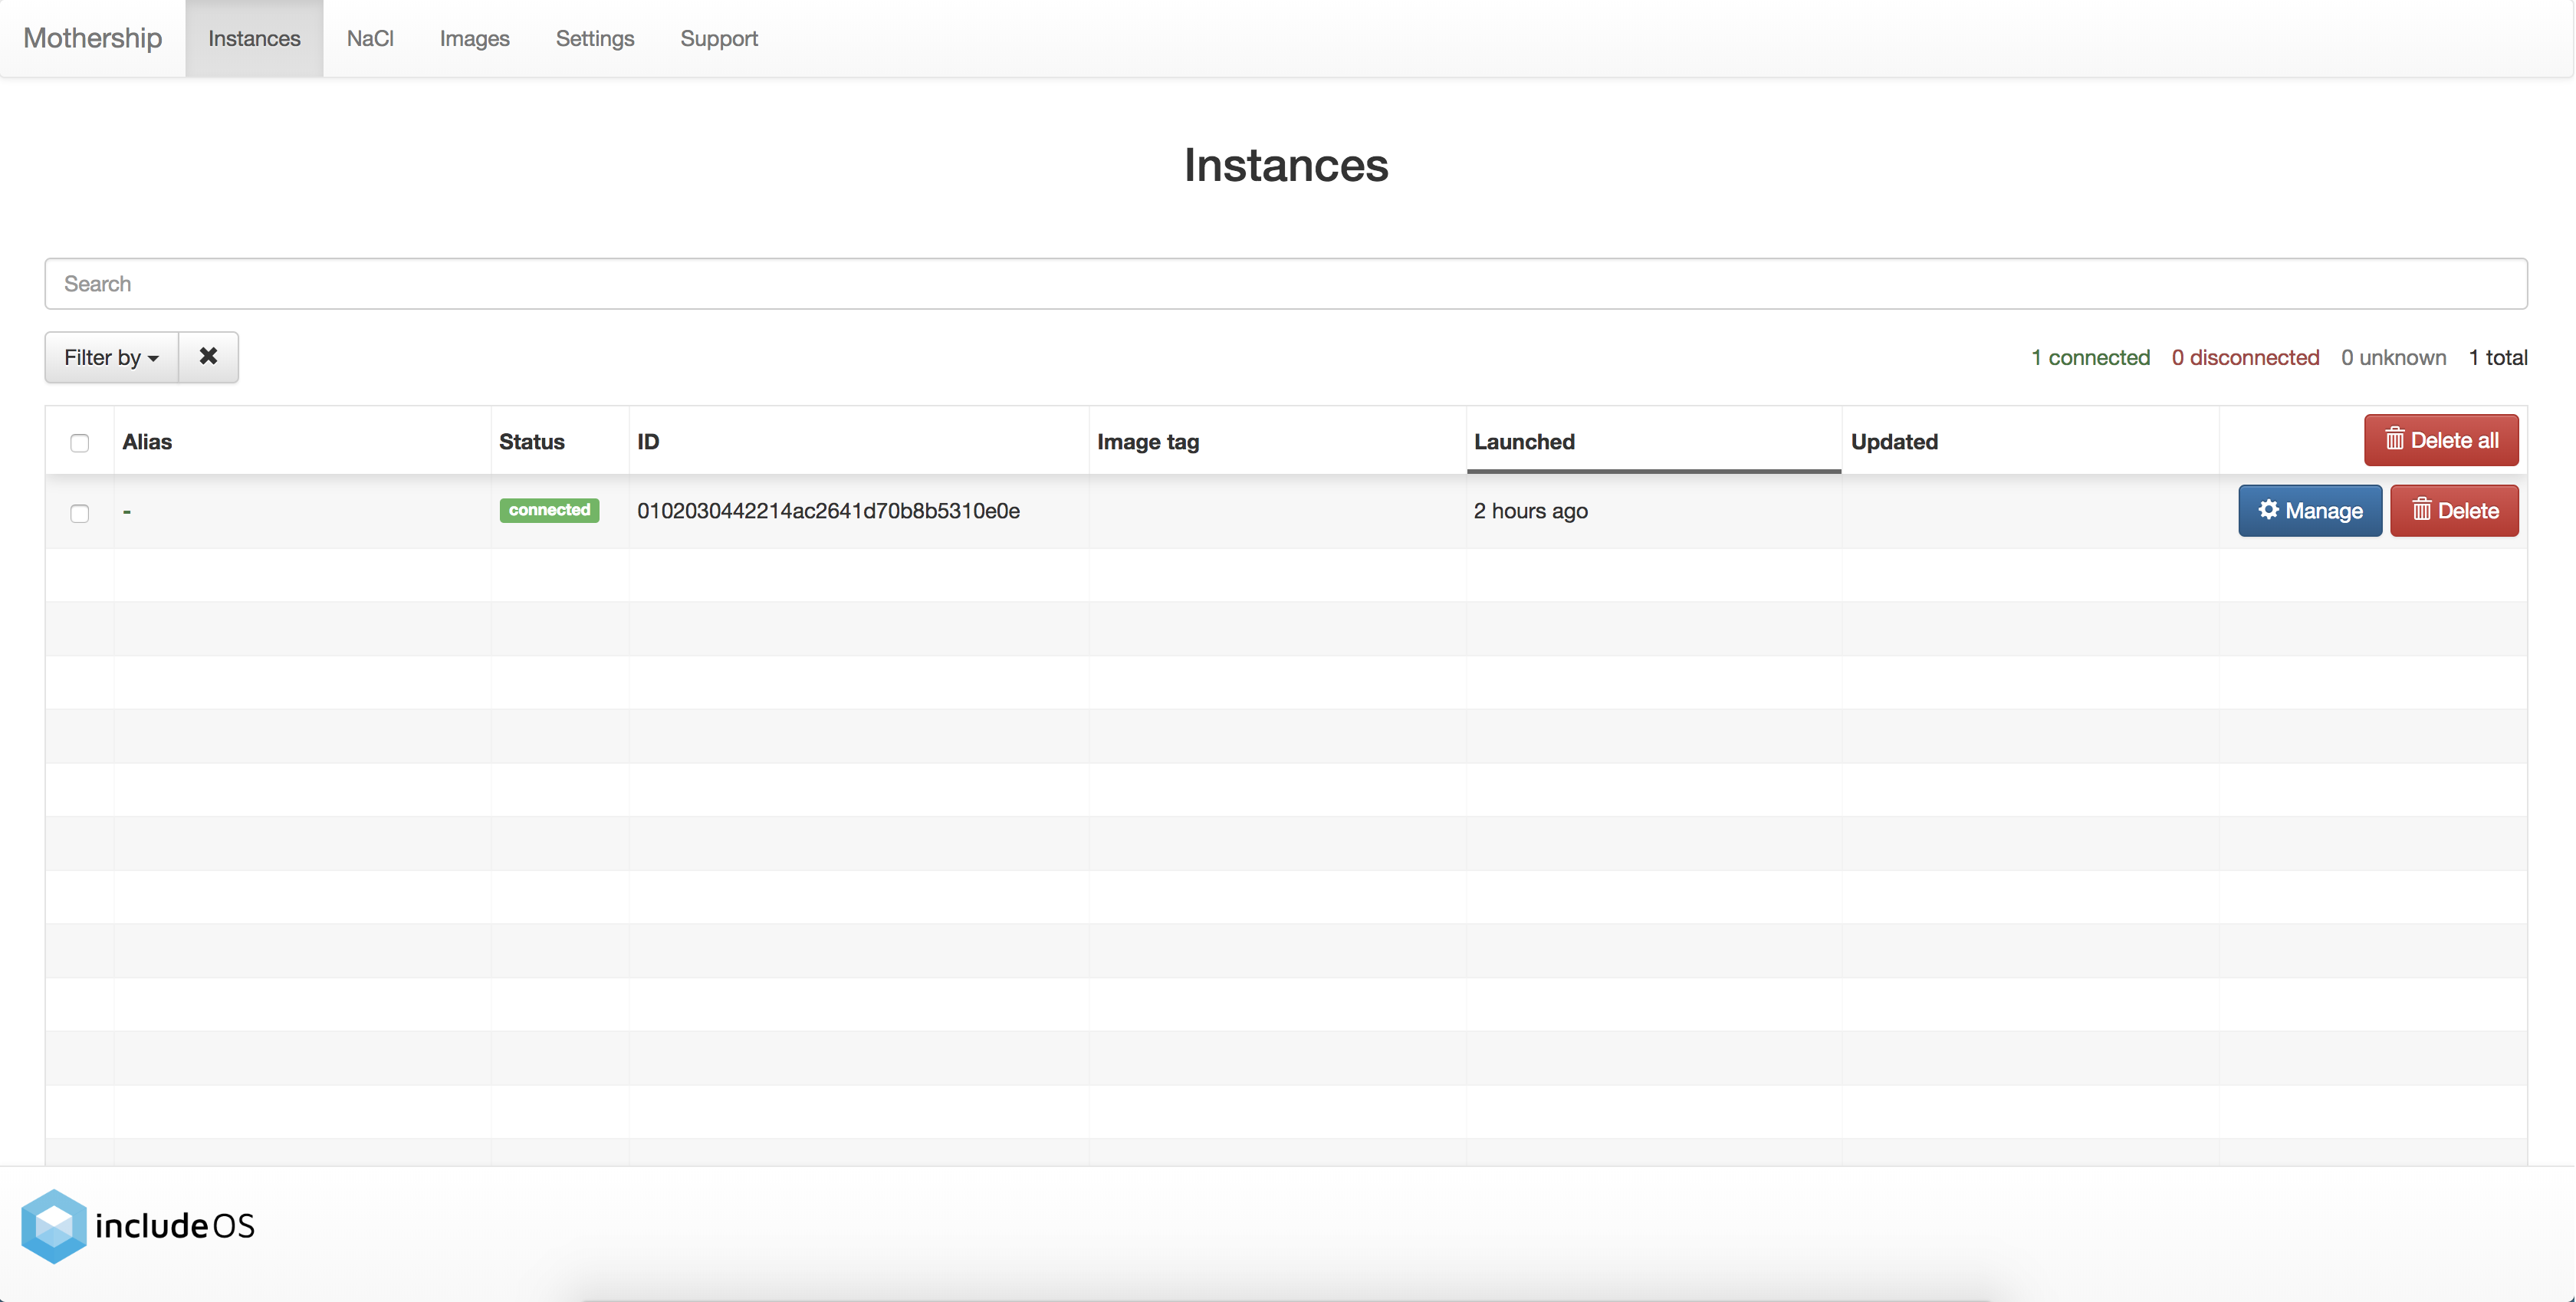 Mothership Instances NaCl Images Settings Support
Instances
Search
Filter by
1 connected 0 disconnected 0 unknown 1 total
Alias Status ID Image tag Launched Updated Delete all
- connected 0102030442214ac2641d70b8b5310e0e 2 hours ago Manage Delete
includeOS